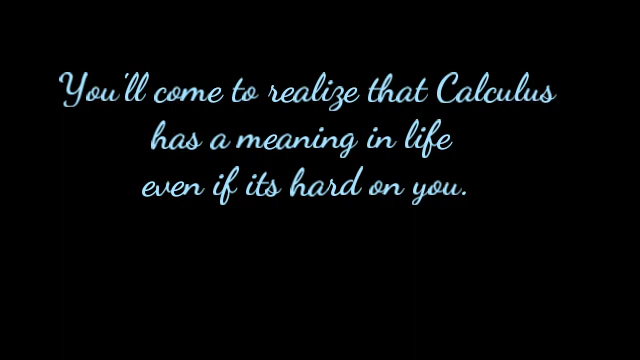 You'll come to realize that Calculus
has a meaning in life
even if its hard on you.